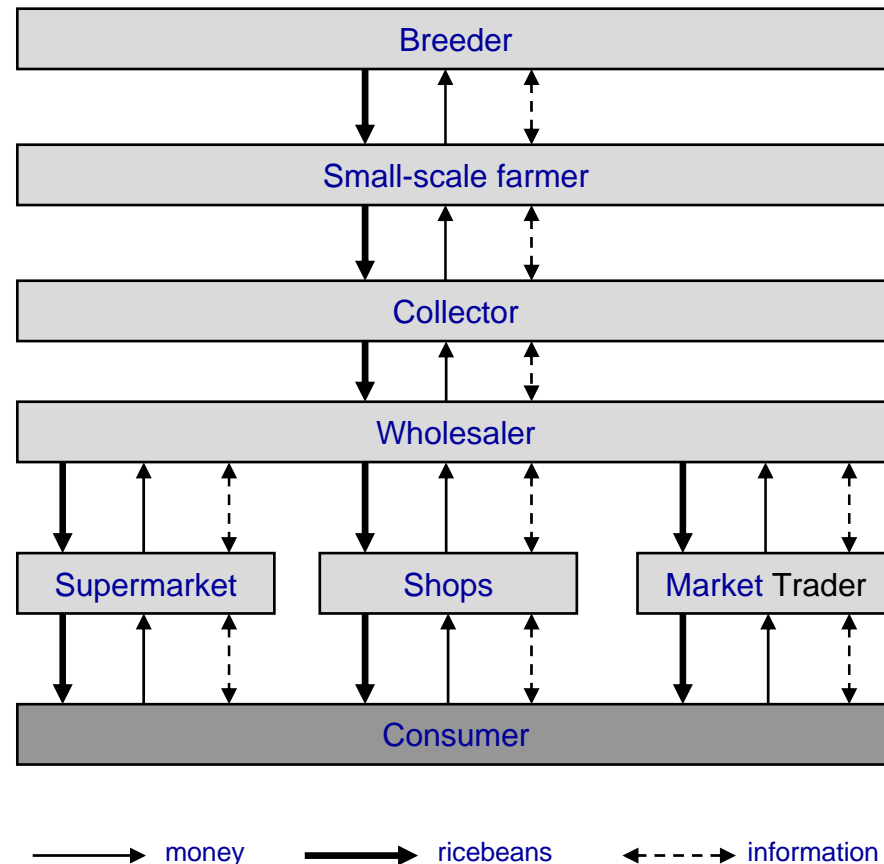 Breeder
Small-scale farmer
Collector
Wholesaler
Supermarket
Shops
Market Trader
Consumer
money
ricebeans
information